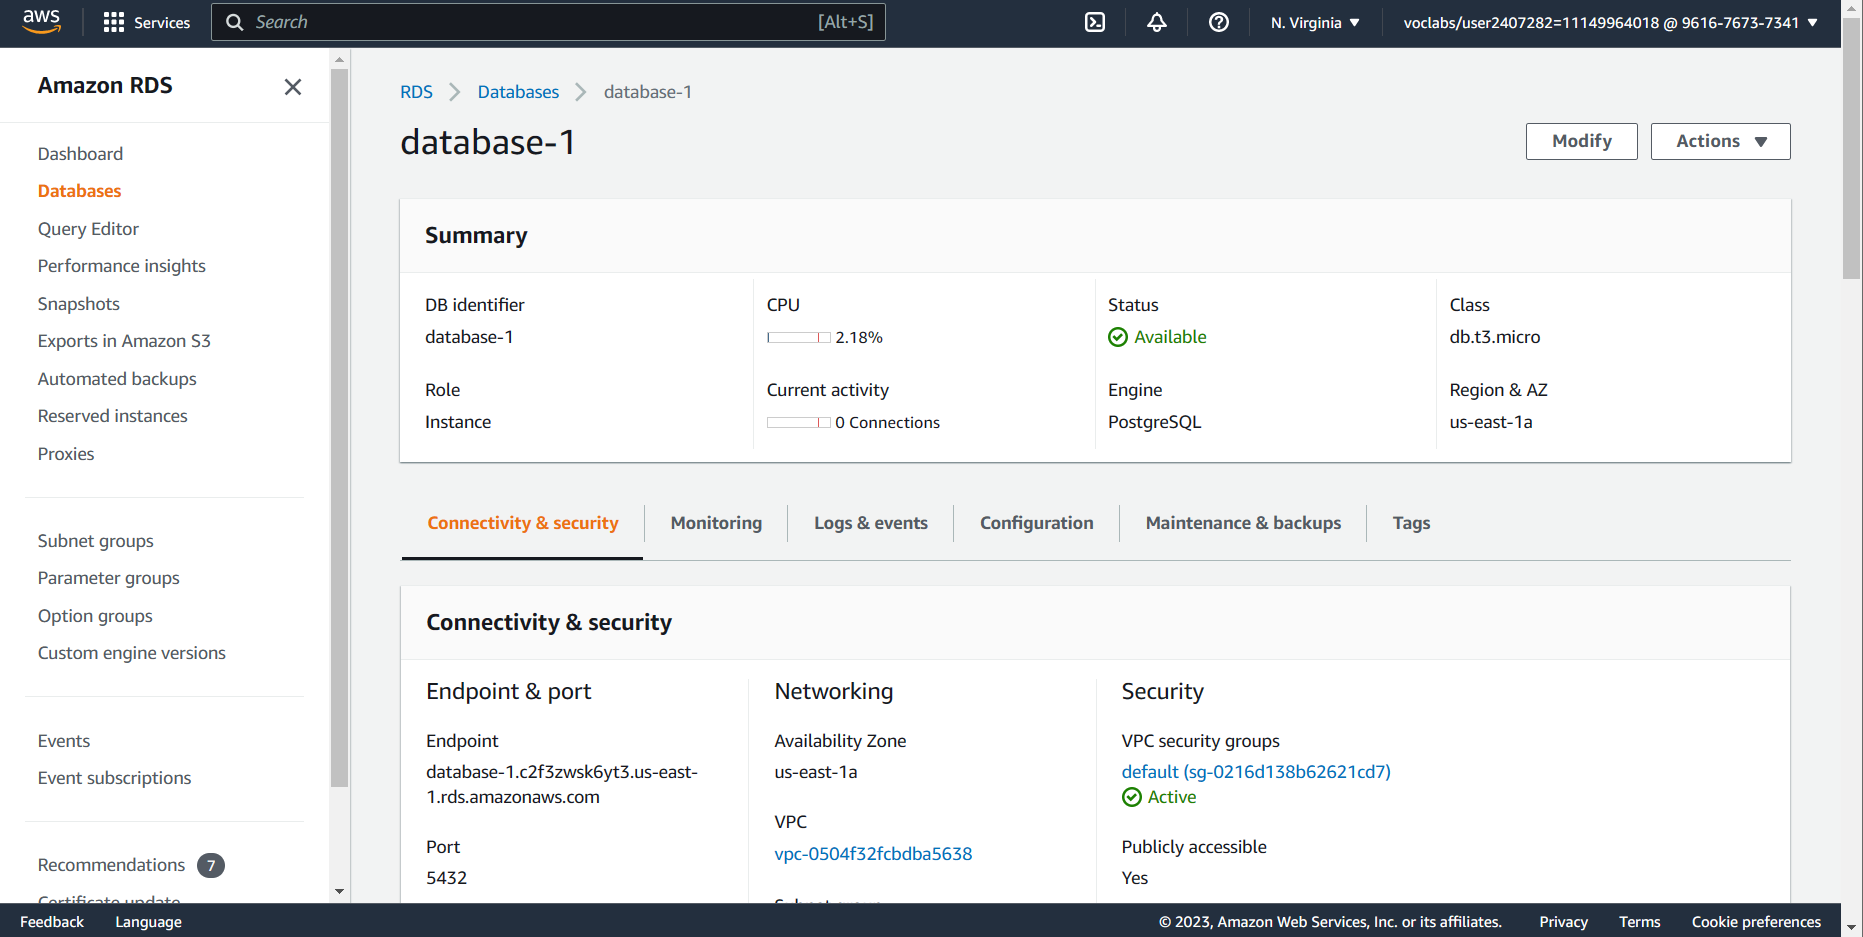 aws
Services
Search
[Alt+S]
N. Virginia
voclabs/user2407282=11149964018 @ 9616-7673-7341
Amazon RDS
Dashboard
Databases
Query Editor
Performance insights
Snapshots
Exports in Amazon S3
Automated backups
Reserved instances
Proxies
Subnet groups
Parameter groups
Option groups
Custom engine versions
Events
Event subscriptions
Recommendations 7
Certificate update
RDS
Databases
database-1
database-1
Modify
Actions
Summary
DB identifier
database-1
CPU
2.18%
Status
Available
Class
db.t3.micro
Role
Instance
Current activity
0 Connections
Engine
PostgreSQL
Region & AZ
us-east-1a
Connectivity & security
Monitoring
Logs & events
Configuration
Maintenance & backups
Tags
Connectivity & security
Endpoint & port
Endpoint
database-1.c2f3zwsk6yt3.us-east-
1.rds.amazonaws.com
Port
5432
Networking
Availability Zone
us-east-1a
VPC
vpc-0504f32fcbdba5638
Security
VPC security groups
default (sg-0216d138b62621cd7)
Active
Publicly accessible
Yes
Feedback
Language
© 2023, Amazon Web Services, Inc. or its affiliates.
Privacy
Terms
Cookie preferences